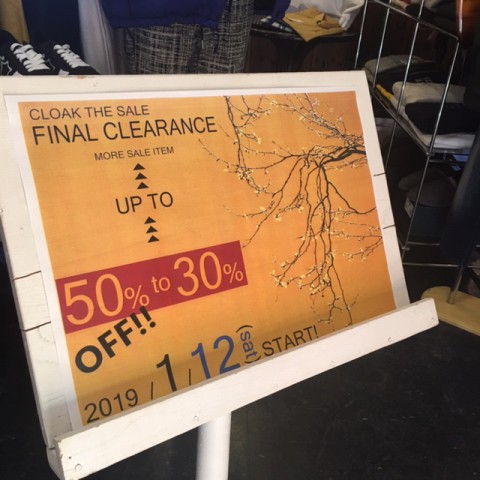 CLOAK THE SALE
FINAL CLEARANCE
MORE SALE ITEM
UP TO
50% to 30%
OFF!!
2019 / 1 / 12 (sat) START!